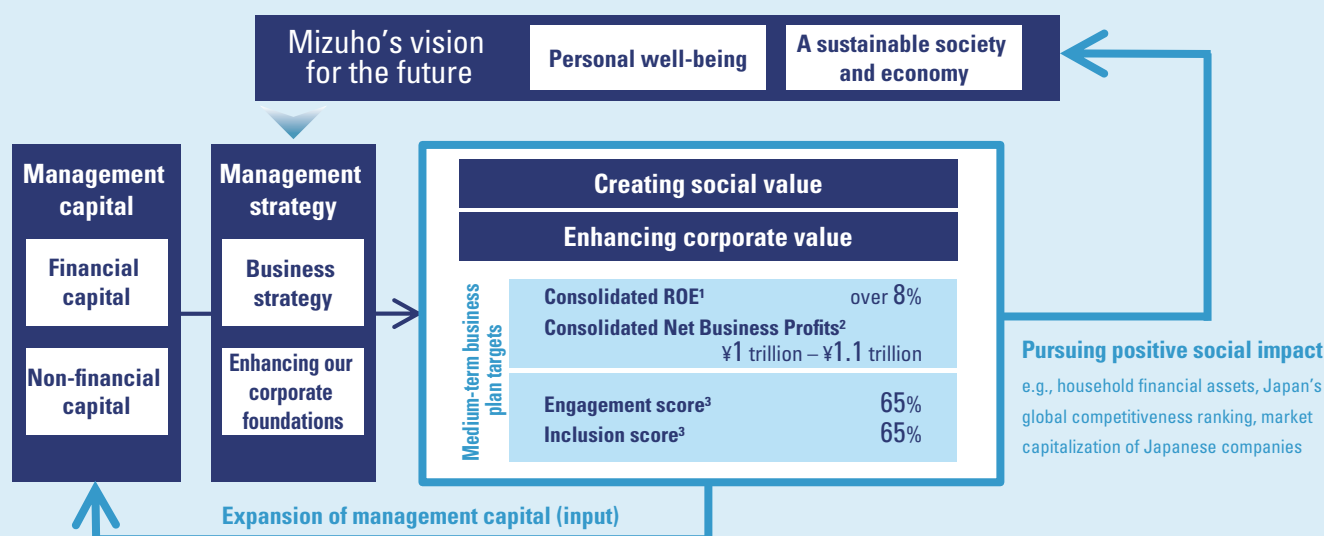 Mizuho's vision
for the future
Personal well-being
A sustainable society
and economy
Management
capital
Financial
capital
Non-financial
capital
Management
strategy
Business
strategy
Enhancing our
corporate
foundations
Creating social value
Enhancing corporate value
Medium-term business
plan targets
Consolidated ROE¹ over 8%
Consolidated Net Business Profits²
¥1 trillion – ¥1.1 trillion
Engagement score³ 65%
Inclusion score³ 65%
Pursuing positive social impact
e.g., household financial assets, Japan's
global competitiveness ranking, market
capitalization of Japanese companies
Expansion of management capital (input)